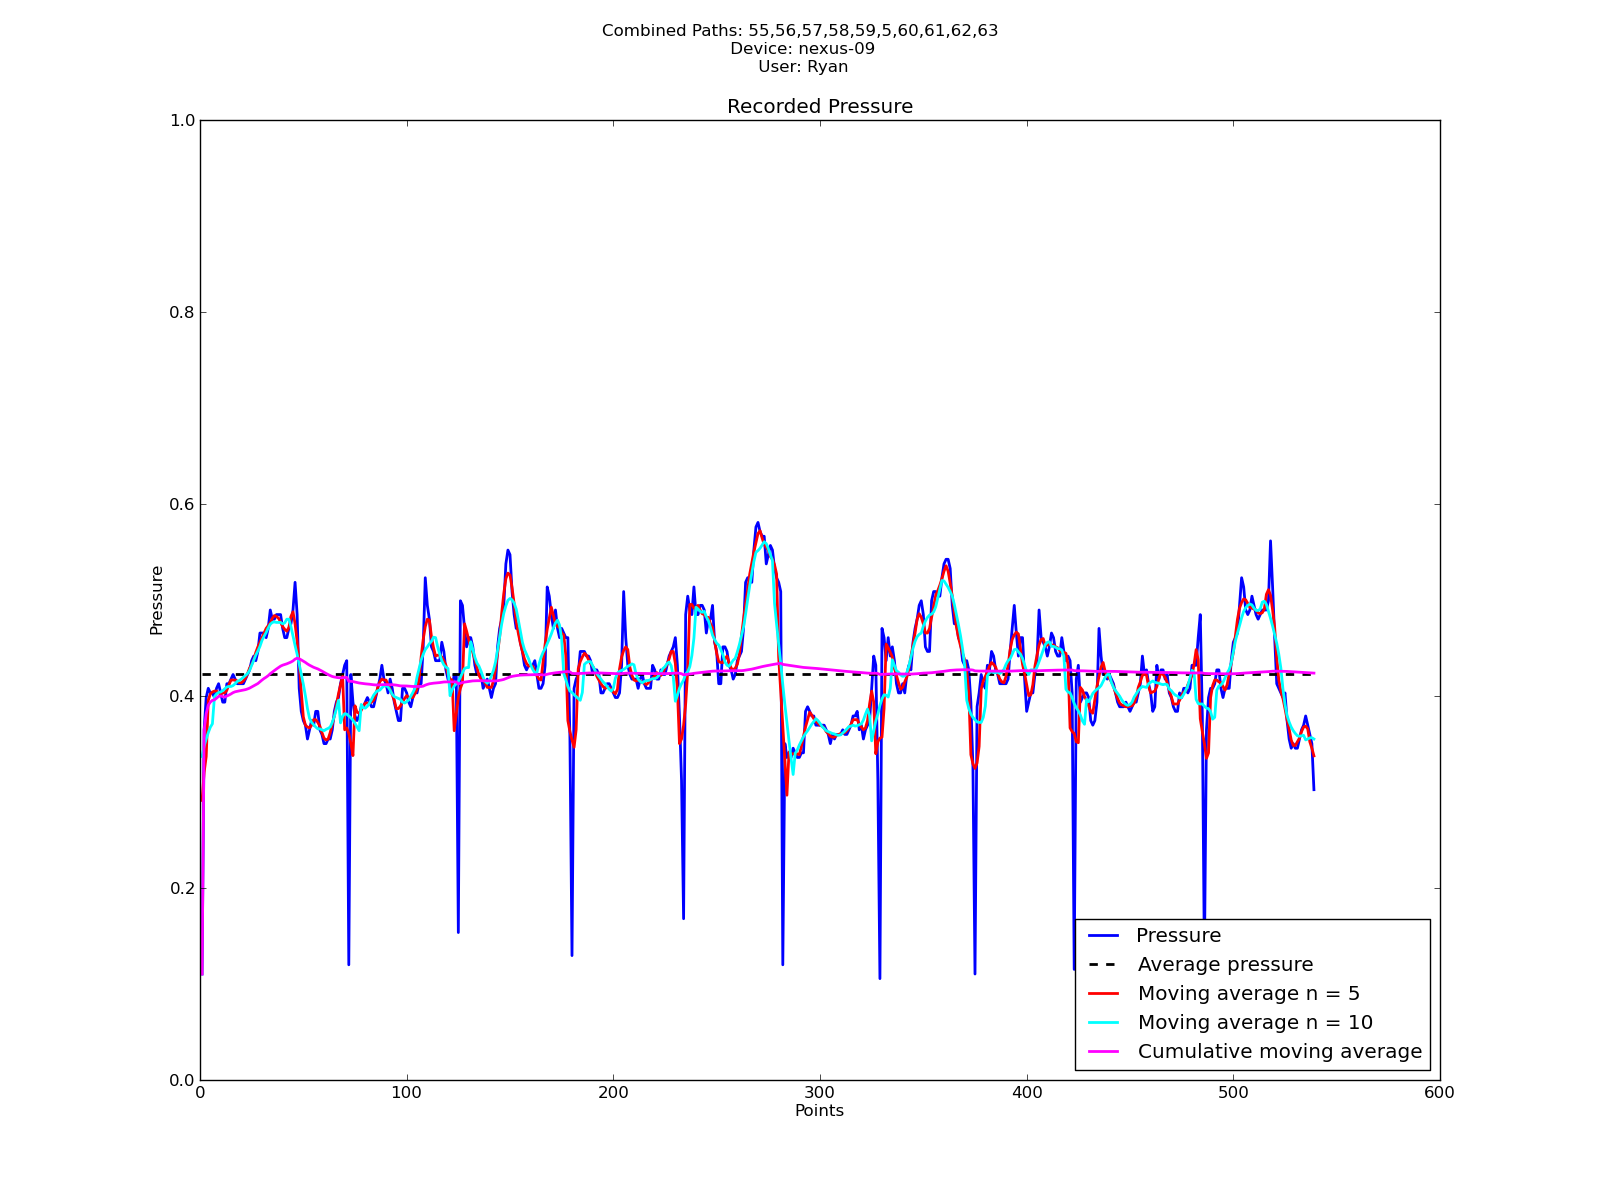 Combined Paths: 55,56,57,58,59,5,60,61,62,63
Device: nexus-09
User: Ryan
Recorded Pressure
1.0
0.8
0.6
0.4
0.2
0.0
Pressure
0 100 200 300 400 500 600
Points
Pressure
Average pressure
Moving average n = 5
Moving average n = 10
Cumulative moving average